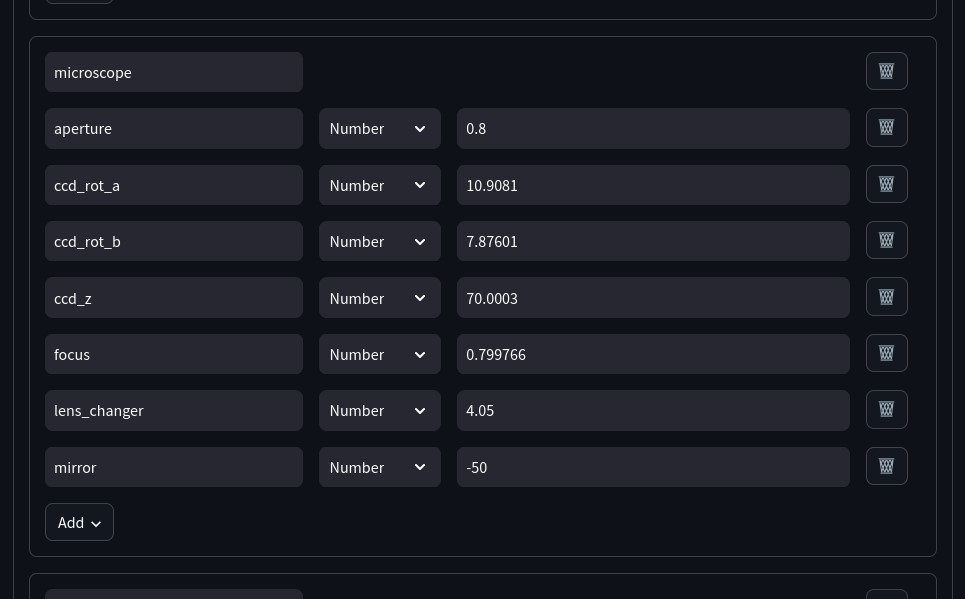 microscope
aperture Number 0.8
ccd_rot_a Number 10.9081
ccd_rot_b Number 7.87601
ccd_z Number 70.0003
focus Number 0.799766
lens_changer Number 4.05
mirror Number -50
Add